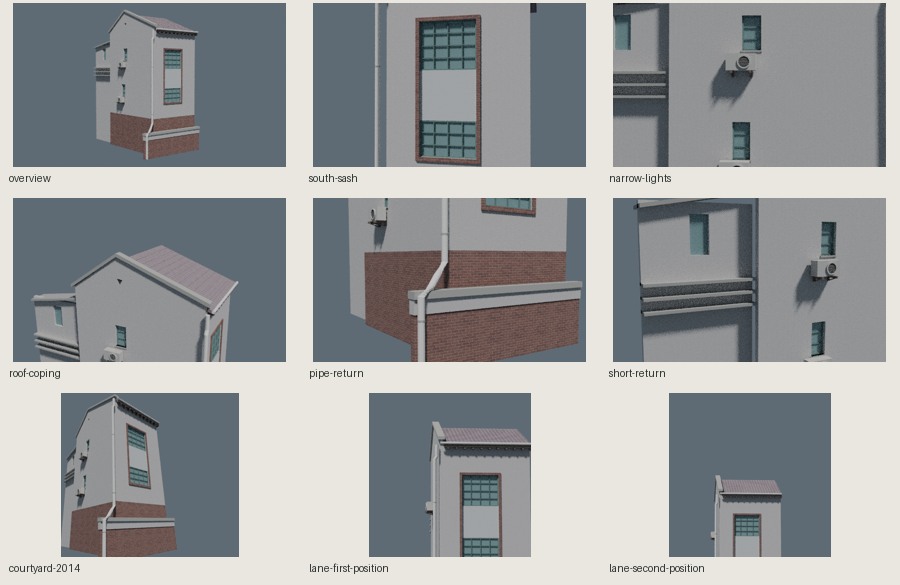 overview
south-sash
narrow-lights
roof-coping
pipe-return
short-return
courtyard-2014
lane-first-position
lane-second-position